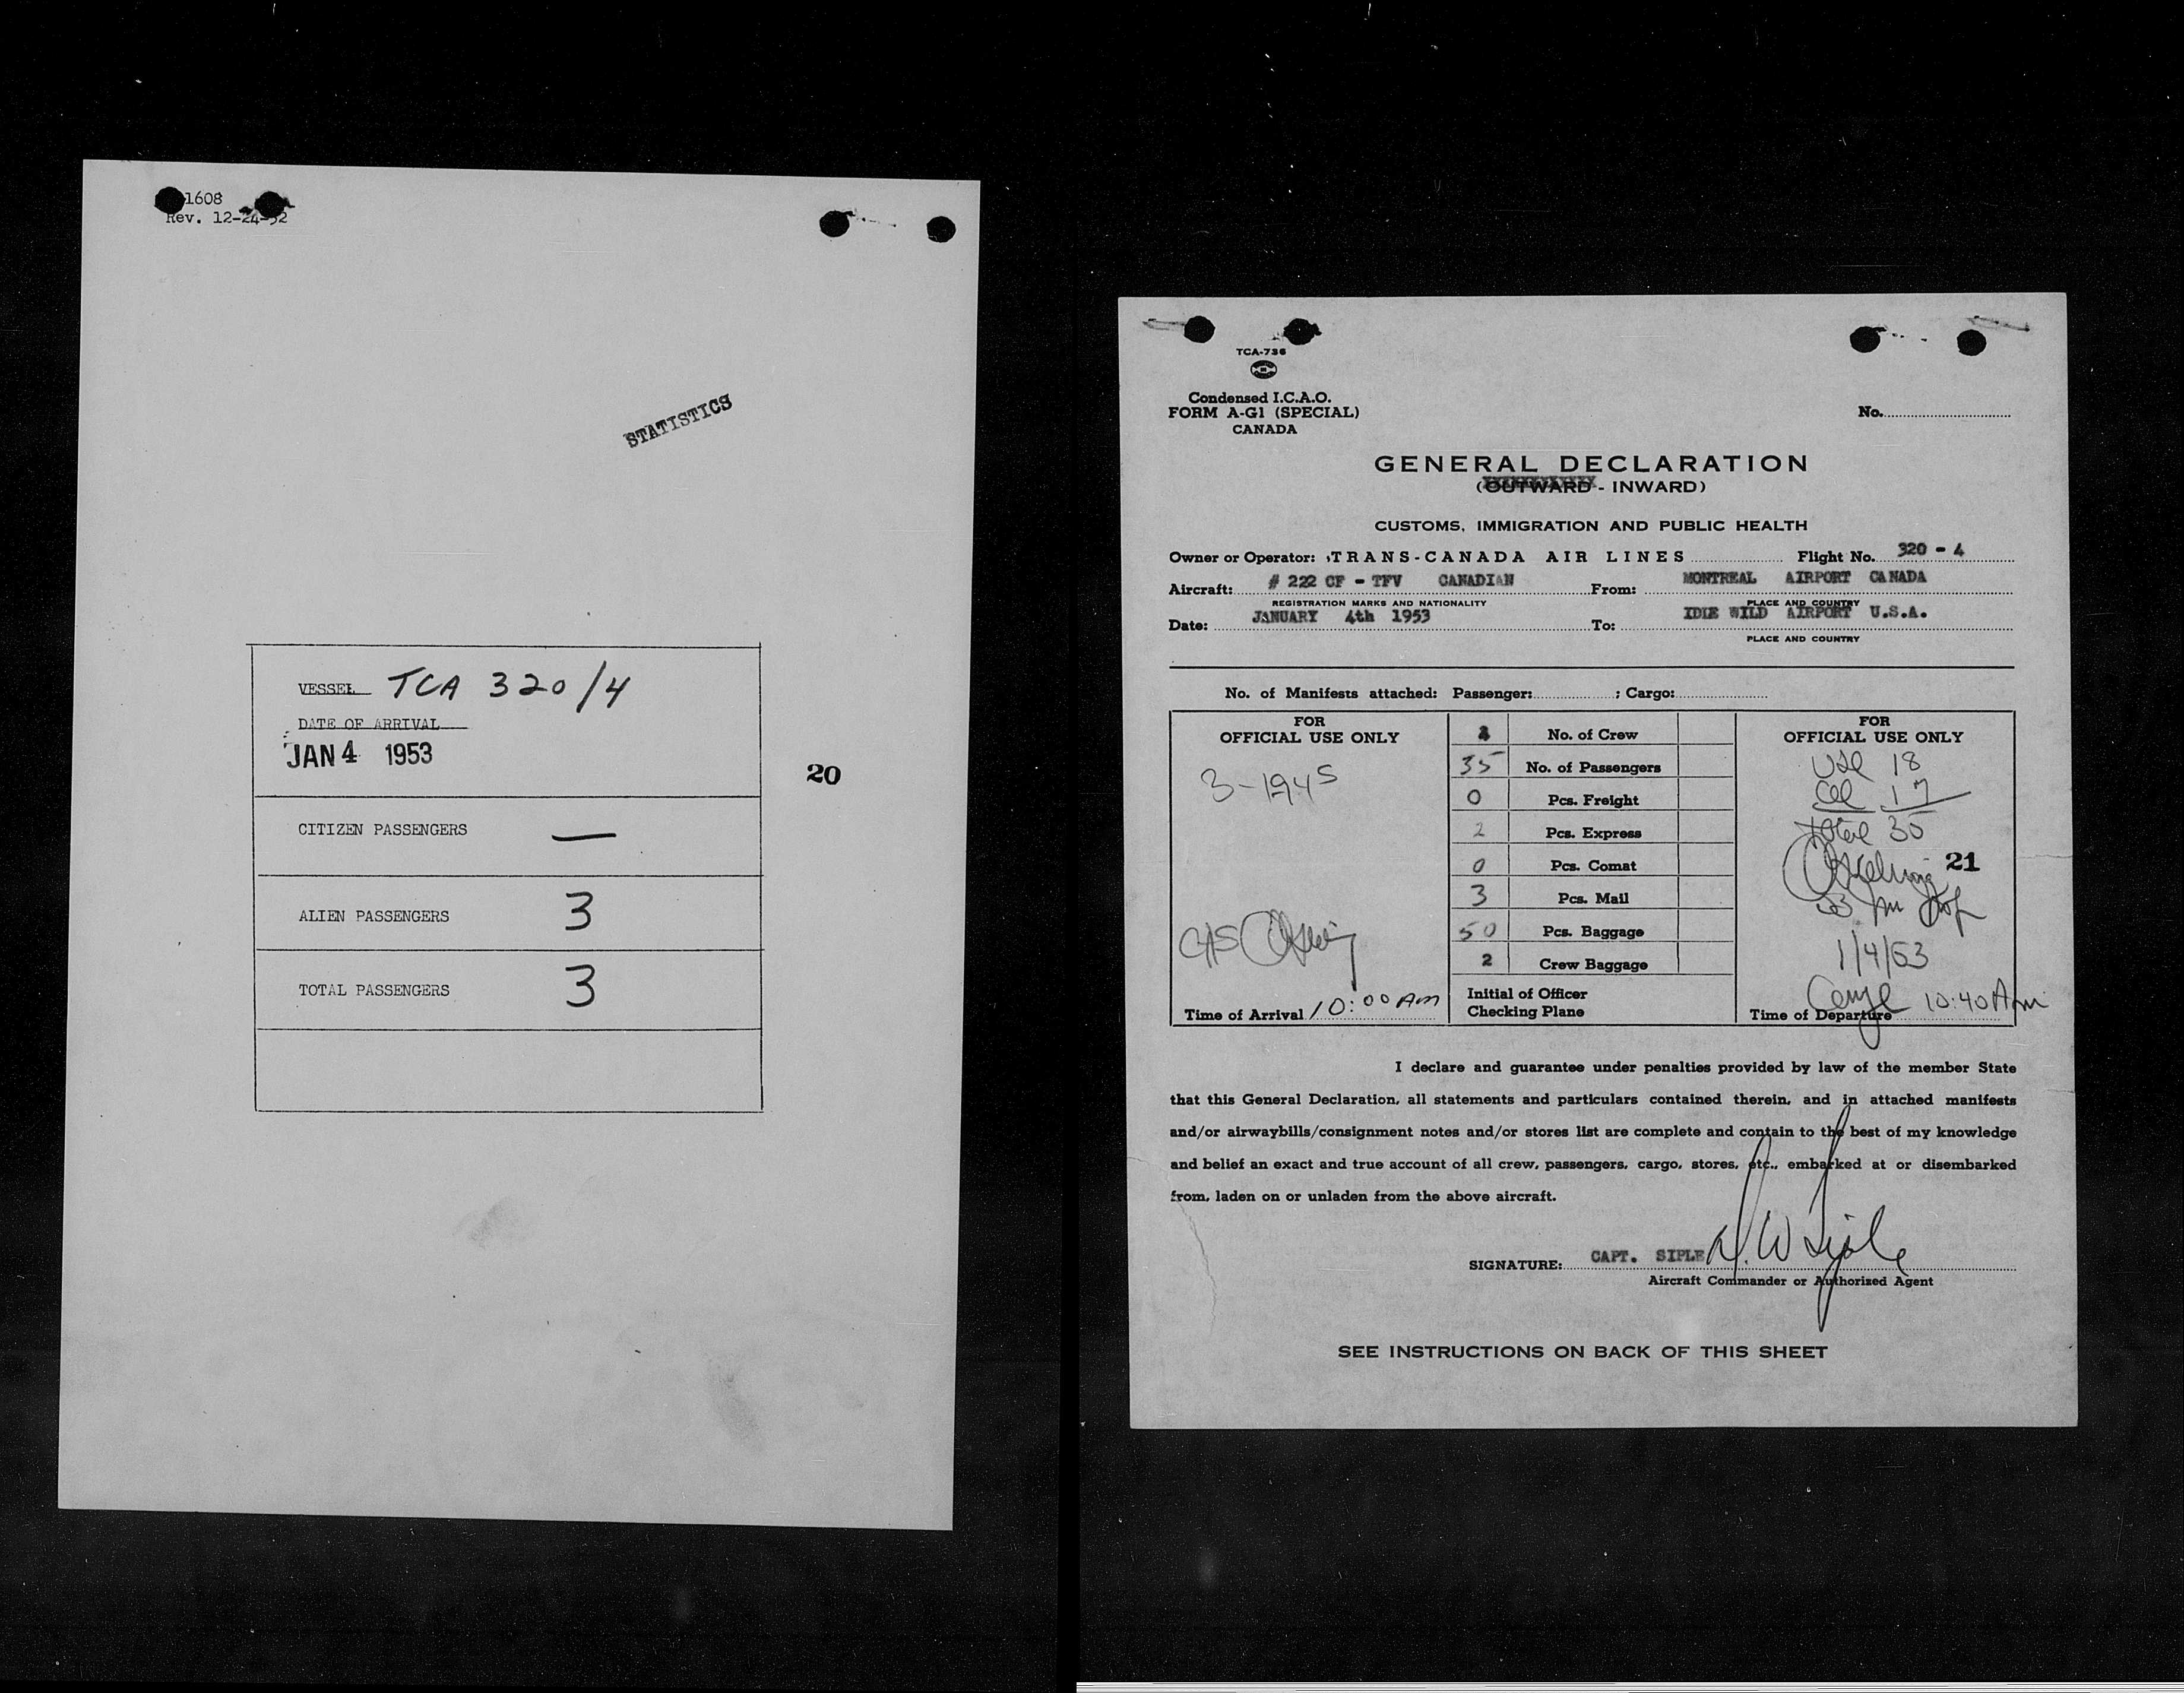 1608
Rev. 12-24-52
STATISTICS
VESSEL TCA 320/4
DATE OF ARRIVAL
JAN 4 1953
20
CITIZEN PASSENGERS —
ALIEN PASSENGERS 3
TOTAL PASSENGERS 3
TCA-736
Condensed I.C.A.O.
FORM A-G1 (SPECIAL)
CANADA
No.
GENERAL DECLARATION
(OUTWARD - INWARD)
CUSTOMS, IMMIGRATION AND PUBLIC HEALTH
Owner or Operator: TRANS-CANADA AIR LINES Flight No. 320 - 4
Aircraft: # 222 CF - TFV CANADIAN From: MONTREAL AIRPORT CANADA
REGISTRATION MARKS AND NATIONALITY PLACE AND COUNTRY
Date: JANUARY 4th 1953 To: IDLE WILD AIRPORT U.S.A.
PLACE AND COUNTRY
No. of Manifests attached: Passenger: ; Cargo:
FOR
OFFICIAL USE ONLY
3-1945
Time of Arrival 10:00 Am
No. of Crew
35 No. of Passengers
0 Pcs. Freight
2 Pcs. Express
0 Pcs. Comat
3 Pcs. Mail
50 Pcs. Baggage
2 Crew Baggage
Initial of Officer
Checking Plane
FOR
OFFICIAL USE ONLY
18
17
Total 35
21
1/4/53
Time of Departure 10:40 Am
I declare and guarantee under penalties provided by law of the member State
that this General Declaration, all statements and particulars contained therein, and in attached manifests
and/or airwaybills/consignment notes and/or stores list are complete and contain to the best of my knowledge
and belief an exact and true account of all crew, passengers, cargo, stores, etc., embarked at or disembarked
from, laden on or unladen from the above aircraft.
SIGNATURE: CAPT. SIPLE
Aircraft Commander or Authorized Agent
SEE INSTRUCTIONS ON BACK OF THIS SHEET